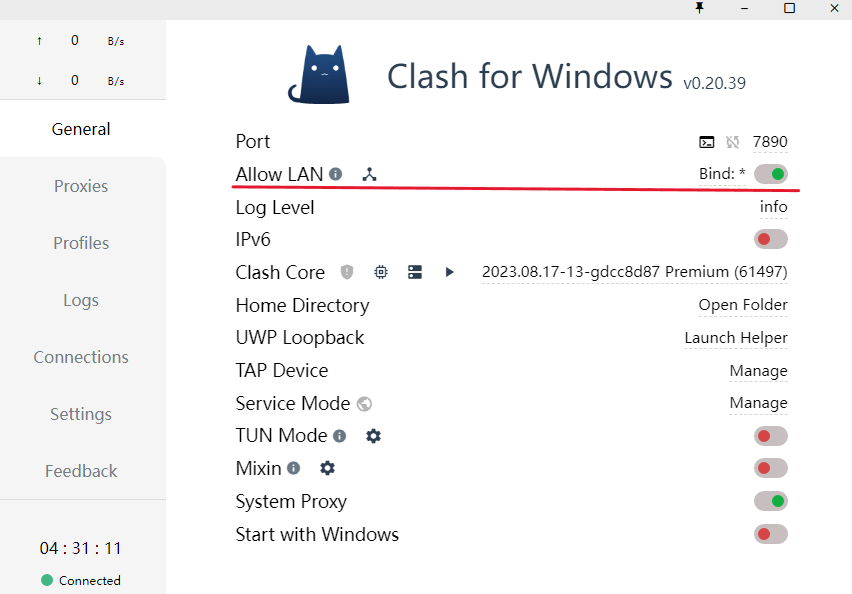 ↑ 0 B/s
↓ 0 B/s
General
Proxies
Profiles
Logs
Connections
Settings
Feedback
04 : 31 : 11
Connected
Clash for Windows v0.20.39
Port 7890
Allow LAN Bind: *
Log Level info
IPv6
Clash Core 2023.08.17-13-gdcc8d87 Premium (61497)
Home Directory Open Folder
UWP Loopback Launch Helper
TAP Device Manage
Service Mode Manage
TUN Mode
Mixin
System Proxy
Start with Windows